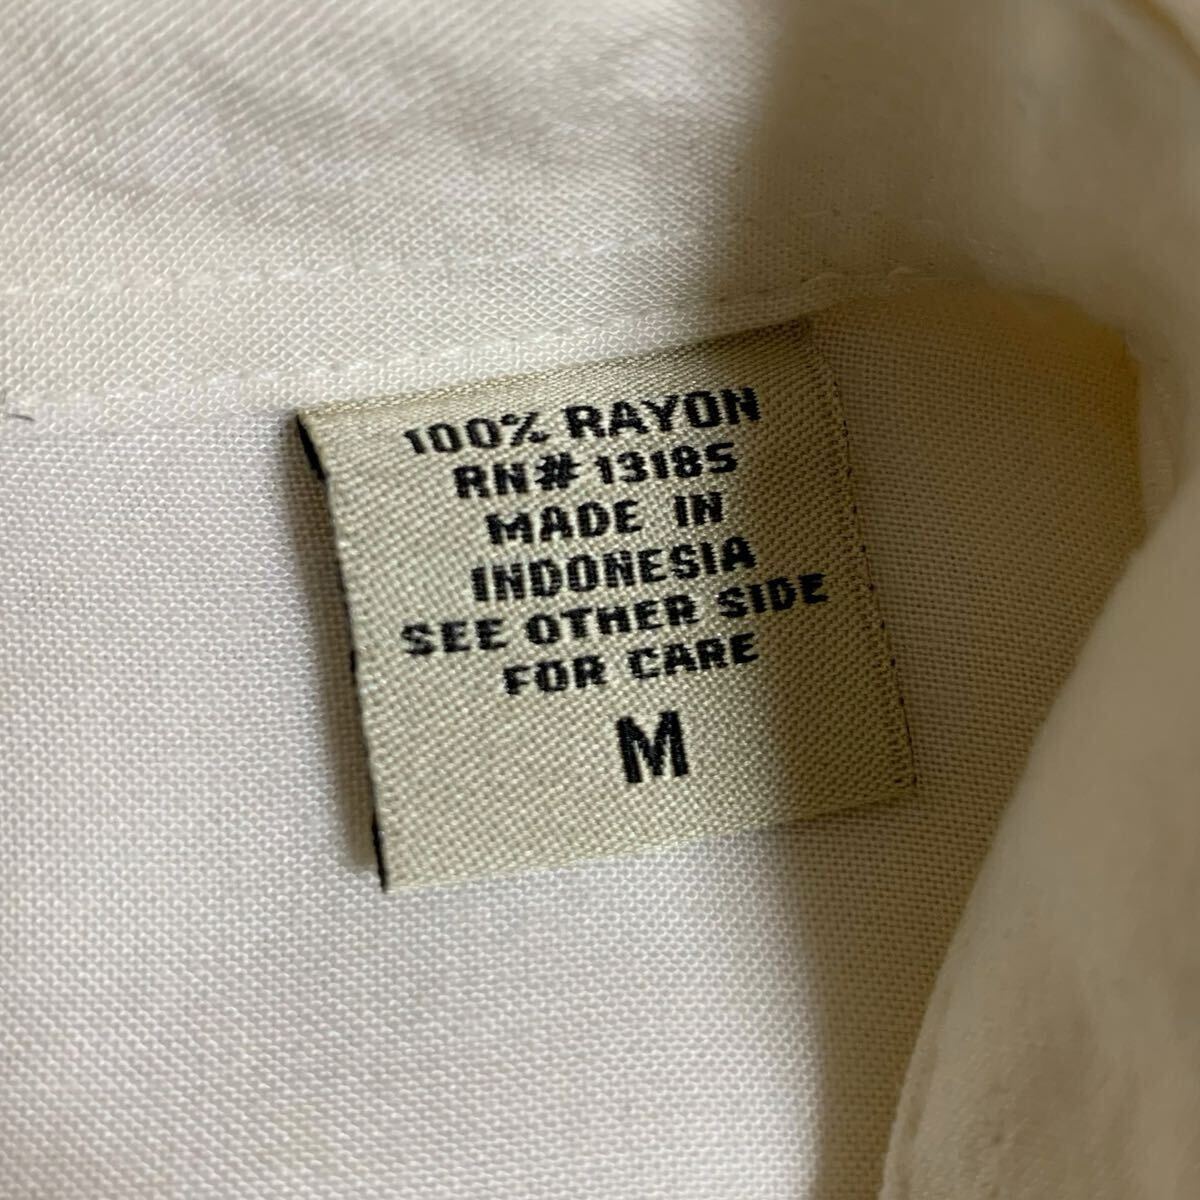 100% RAYON
RN# 13185
MADE IN
INDONESIA
SEE OTHER SIDE
FOR CARE
M